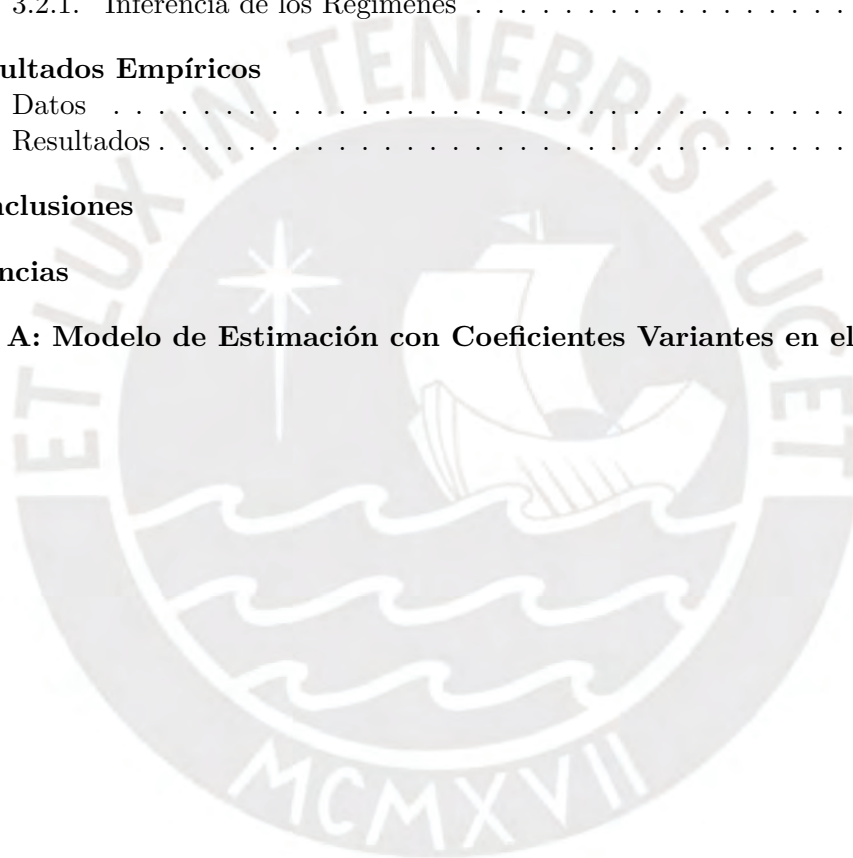 3.2.1. Inferencia de los Regímenes . . . . . . . . . . . . . . . . .
ultados Empíricos
Datos . . . . . . . . . . . . . . . . . . . . . . . . . . . . . . . .
Resultados . . . . . . . . . . . . . . . . . . . . . . . . . . . . .
nclusiones
ncias
A: Modelo de Estimación con Coeficientes Variantes en el
ET LUX IN TENEBRIS LUCET
MCMXVII